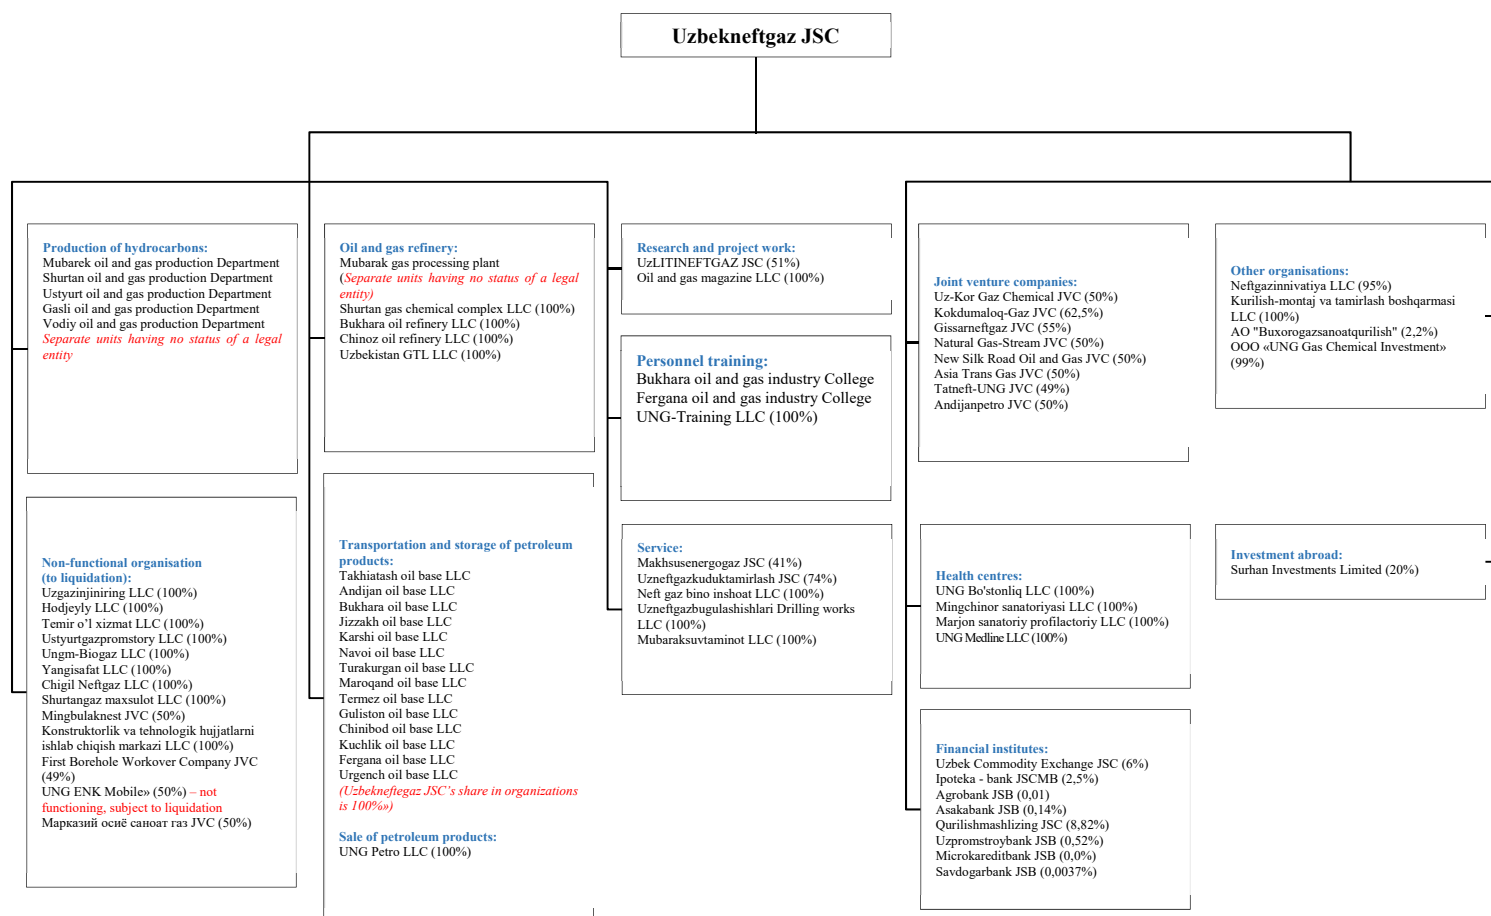 Uzbekneftgaz JSC
Production of hydrocarbons:
Mubarek oil and gas production Department
Shurtan oil and gas production Department
Ustyurt oil and gas production Department
Gasli oil and gas production Department
Vodiy oil and gas production Department
Separate units having no status of a legal
entity
Non-functional organisation
(to liquidation):
Uzgazinjiniring LLC (100%)
Hodjeyly LLC (100%)
Temir o’l xizmat LLC (100%)
Ustyurtgazpromstory LLC (100%)
Ungm-Biogaz LLC (100%)
Yangisafat LLC (100%)
Chigil Neftgaz LLC (100%)
Shurtangaz maxsulot LLC (100%)
Mingbulaknest JVC (50%)
Konstruktorlik va tehnologik hujjatlarni
ishlab chiqish markazi LLC (100%)
First Borehole Workover Company JVC
(49%)
UNG ENK Mobile» (50%) – not
functioning, subject to liquidation
Марказий осиё саноат газ JVC (50%)
Oil and gas refinery:
Mubarak gas processing plant
(Separate units having no status of a legal
entity)
Shurtan gas chemical complex LLC (100%)
Bukhara oil refinery LLC (100%)
Chinoz oil refinery LLC (100%)
Uzbekistan GTL LLC (100%)
Transportation and storage of petroleum
products:
Takhiatash oil base LLC
Andijan oil base LLC
Bukhara oil base LLC
Jizzakh oil base LLC
Karshi oil base LLC
Navoi oil base LLC
Turakurgan oil base LLC
Maroqand oil base LLC
Termez oil base LLC
Guliston oil base LLC
Chinibod oil base LLC
Kuchlik oil base LLC
Fergana oil base LLC
Urgench oil base LLC
(Uzbekneftegaz JSC’s share in organizations
is 100%»)
Sale of petroleum products:
UNG Petro LLC (100%)
Research and project work:
UzLITINEFTGAZ JSC (51%)
Oil and gas magazine LLC (100%)
Personnel training:
Bukhara oil and gas industry College
Fergana oil and gas industry College
UNG-Training LLC (100%)
Service:
Makhsusenergogaz JSC (41%)
Uzneftgazkuduktamirlash JSC (74%)
Neft gaz bino inshoat LLC (100%)
Uzneftgazbugulashishlari Drilling works
LLC (100%)
Mubaraksuvtaminot LLC (100%)
Joint venture companies:
Uz-Kor Gaz Chemical JVC (50%)
Kokdumaloq-Gaz JVC (62,5%)
Gissarneftgaz JVC (55%)
Natural Gas-Stream JVC (50%)
New Silk Road Oil and Gas JVC (50%)
Asia Trans Gas JVC (50%)
Tatneft-UNG JVC (49%)
Andijanpetro JVC (50%)
Health centres:
UNG Bo'stonliq LLC (100%)
Mingchinor sanatoriyasi LLC (100%)
Marjon sanatoriy profilactoriy LLC (100%)
UNG Medline LLC (100%)
Financial institutes:
Uzbek Commodity Exchange JSC (6%)
Ipoteka - bank JSCMB (2,5%)
Agrobank JSB (0,01)
Asakabank JSB (0,14%)
Qurilishmashlizing JSC (8,82%)
Uzpromstroybank JSB (0,52%)
Microkareditbank JSB (0,0%)
Savdogarbank JSB (0,0037%)
Other organisations:
Neftgazinnivatiya LLC (95%)
Kurilish-montaj va tamirlash boshqarmasi
LLC (100%)
АО "Buxorogazsanoatqurilish" (2,2%)
ООО «UNG Gas Chemical Investment»
(99%)
Investment abroad:
Surhan Investments Limited (20%)